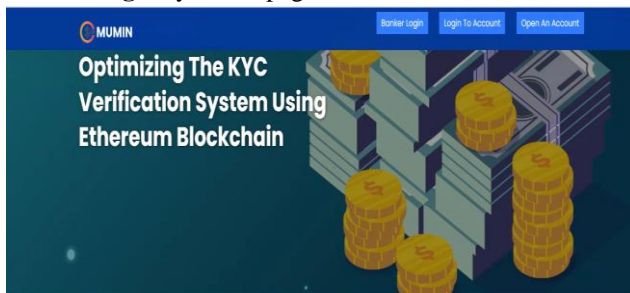 MUMIN
Banker Login
Login To Account
Open An Account
Optimizing The KYC
Verification System Using
Ethereum Blockchain